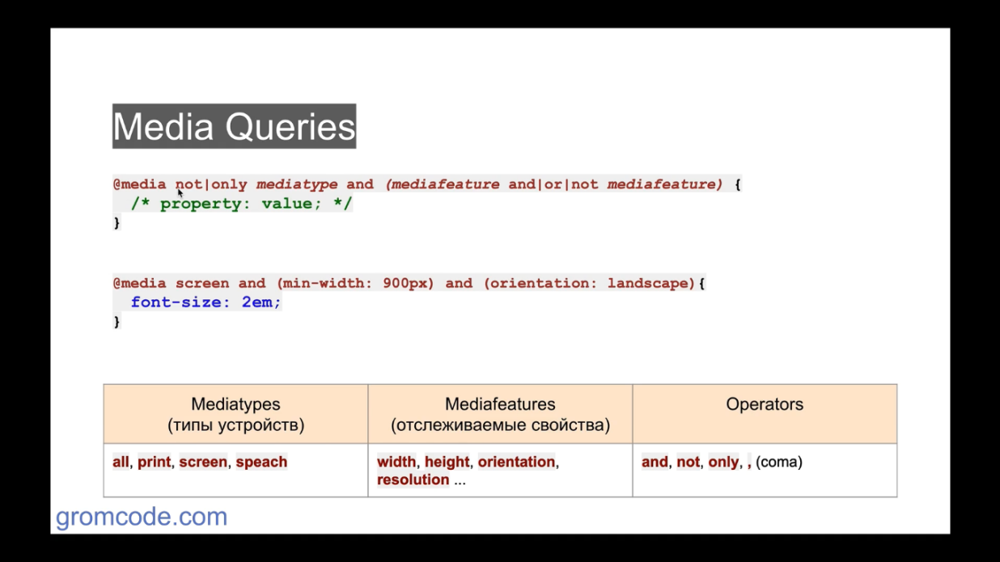 Media Queries
@media not|only mediatype and (mediafeature and|or|not mediafeature) {
/* property: value; */
}
@media screen and (min-width: 900px) and (orientation: landscape){
font-size: 2em;
}
Mediatypes
(типы устройств)
Mediafeatures
(отслеживаемые свойства)
Operators
all, print, screen, speach
width, height, orientation,
resolution ...
and, not, only, , (coma)
gromcode.com